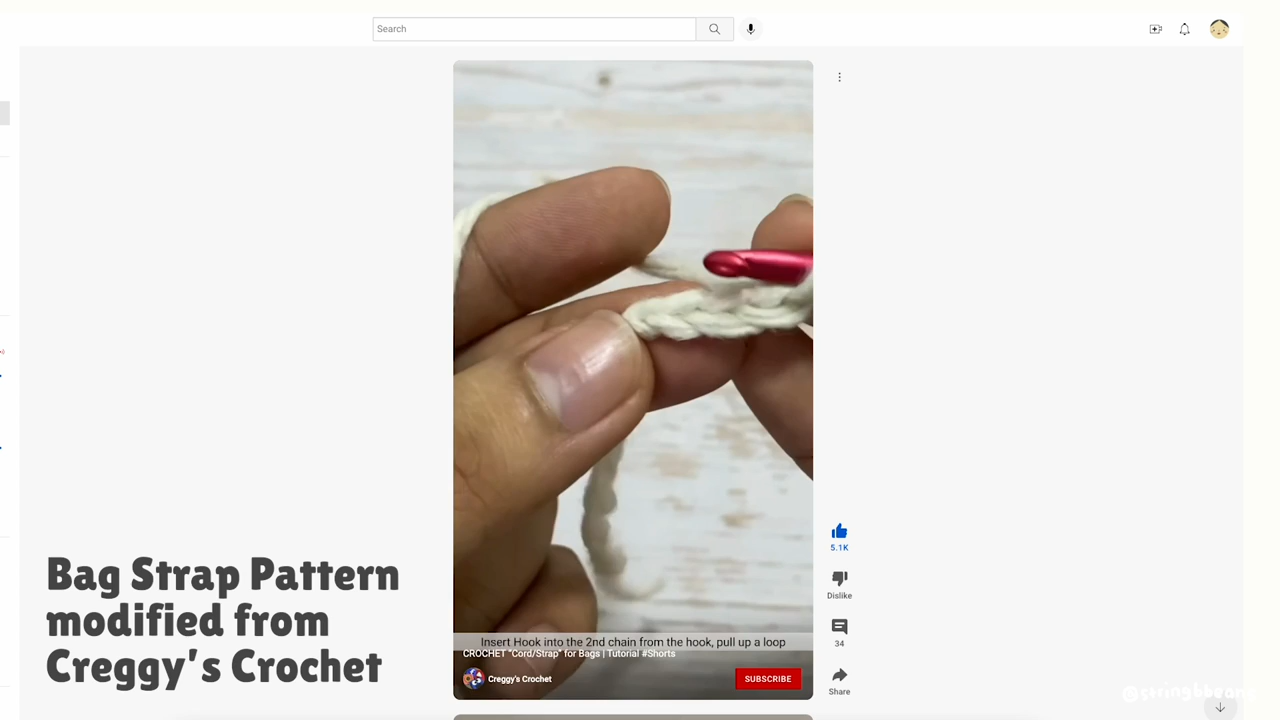 Search
Insert Hook into the 2nd chain from the hook, pull up a loop
CROCHET "Cord/Strap" for Bags | Tutorial #Shorts
Creggy's Crochet
SUBSCRIBE
5.1K
Dislike
34
Share
Bag Strap Pattern
modified from
Creggy's Crochet